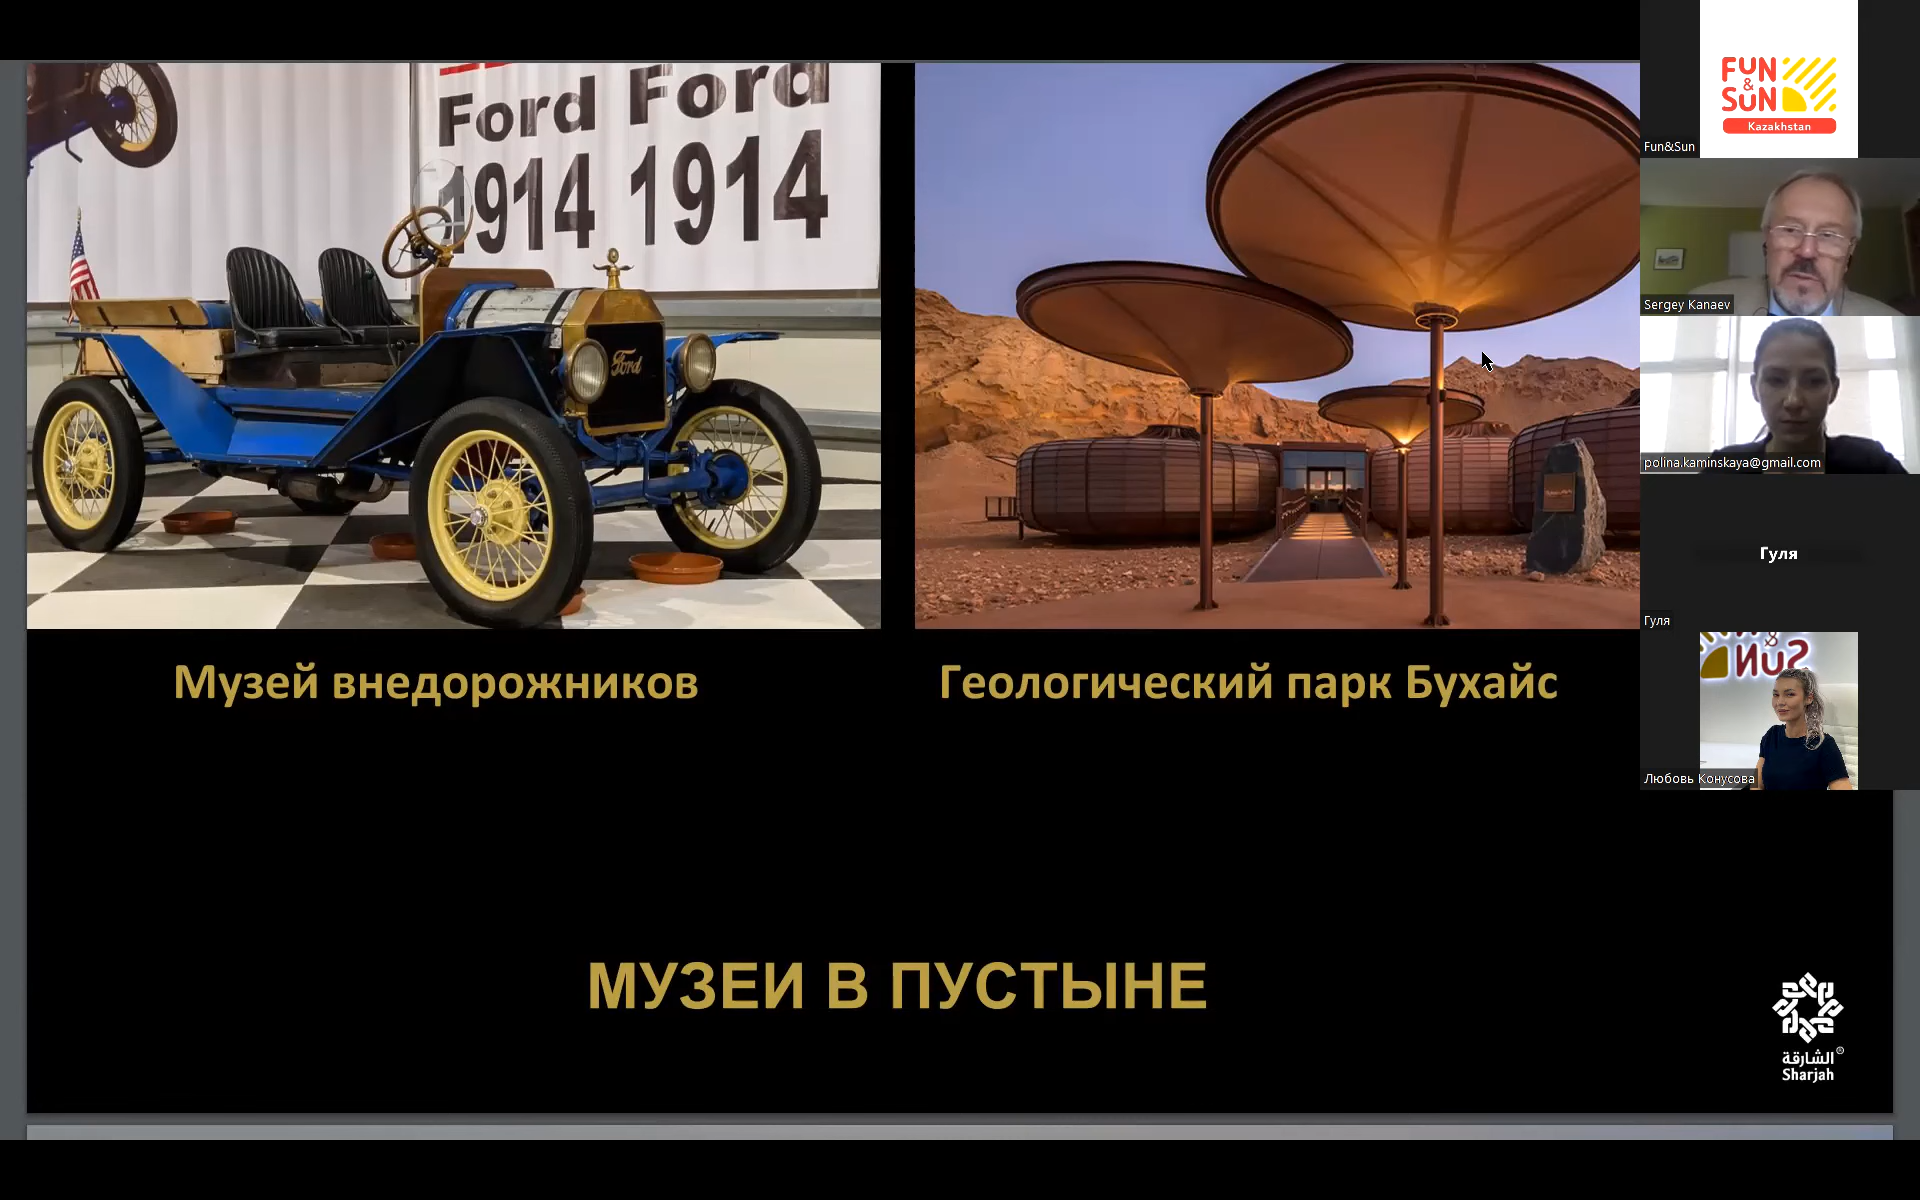 Ford Ford
1914 1914
Ford
Музей внедорожников
Геологический парк Бухайс
МУЗЕИ В ПУСТЫНЕ
الشارقة
Sharjah
FUN
&
SUN
Kazakhstan
Fun&Sun
Sergey Kanaev
polina.kaminskaya@gmail.com
Гуля
Гуля
&
SUN
Любовь Конусова